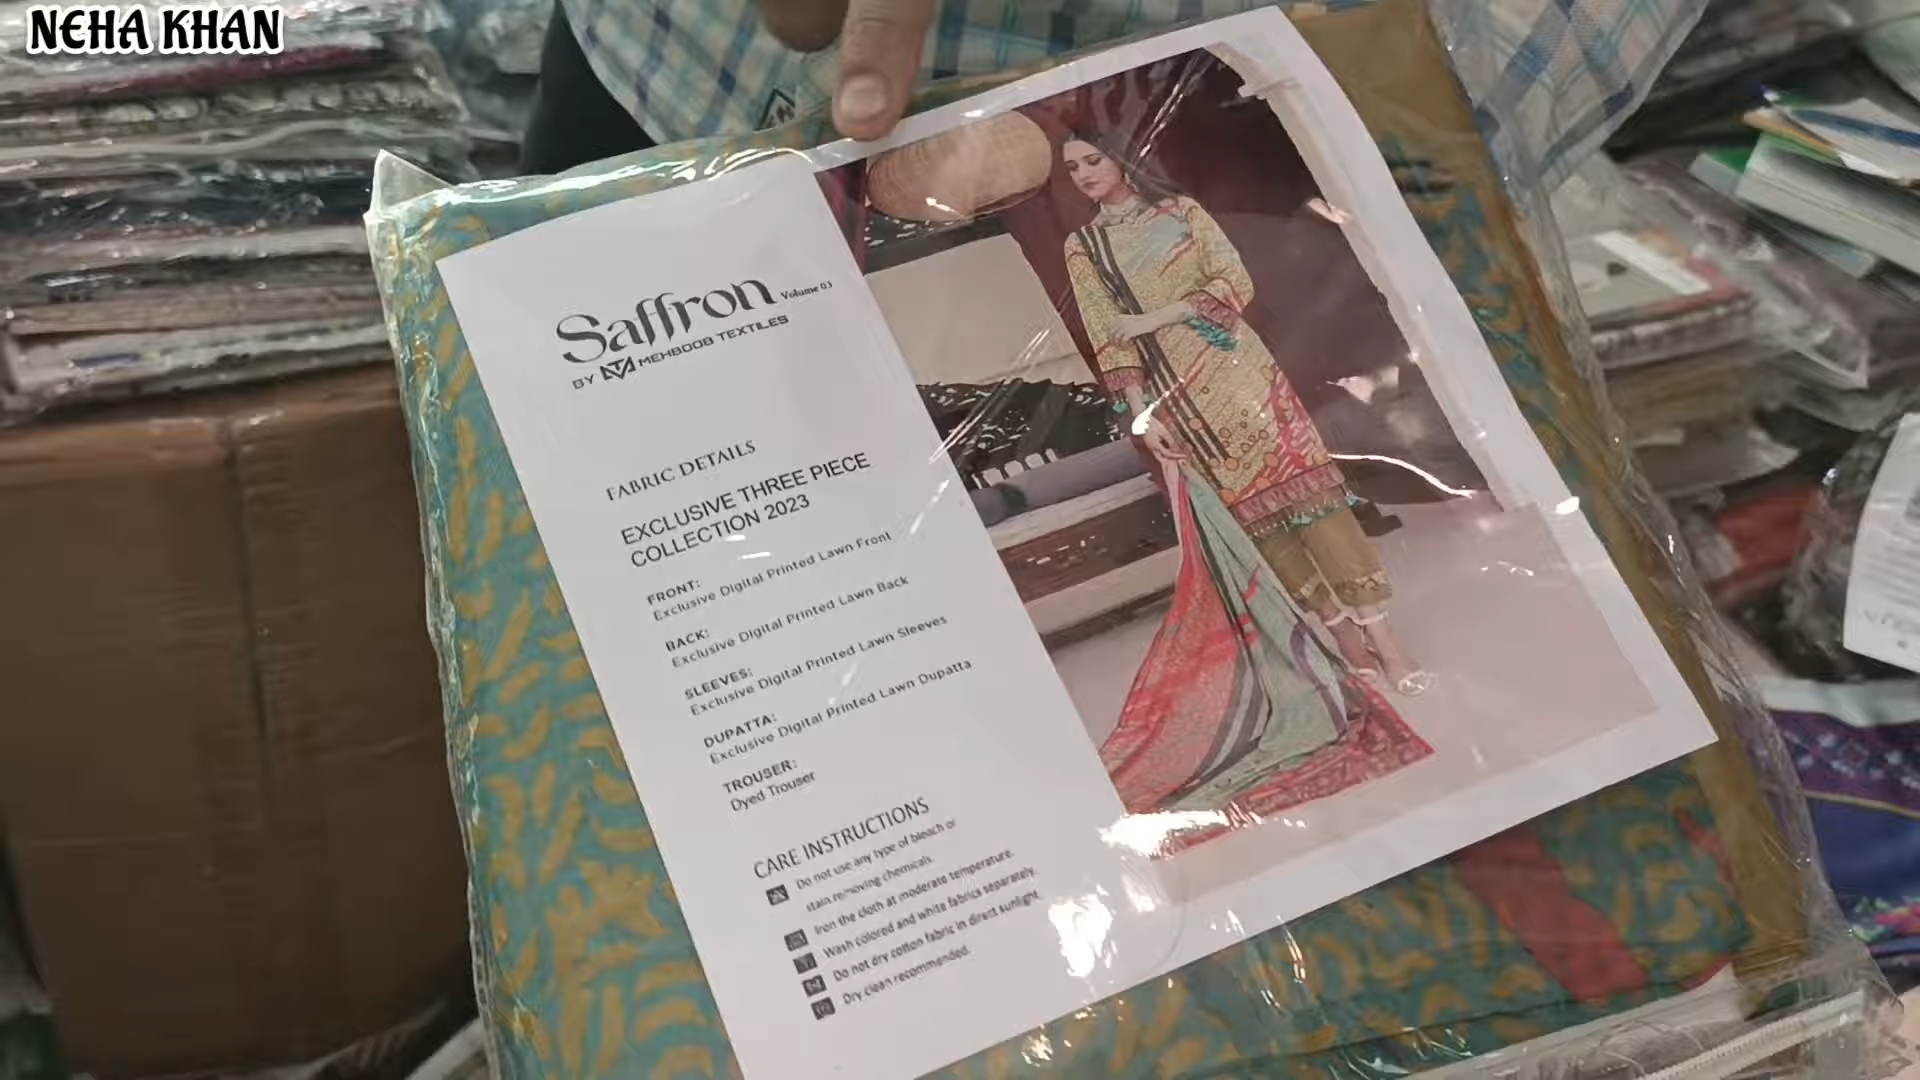 NEHA KHAN
Saffron Volume 03
BY MEHBOOB TEXTILES
FABRIC DETAILS
EXCLUSIVE THREE PIECE
COLLECTION 2023
FRONT:
Exclusive Digital Printed Lawn Front
BACK:
Exclusive Digital Printed Lawn Back
SLEEVES:
Exclusive Digital Printed Lawn Sleeves
DUPATTA:
Exclusive Digital Printed Lawn Dupatta
TROUSER:
Dyed Trouser
CARE INSTRUCTIONS
Do not use any type of bleach or
stain removing chemicals.
Iron the cloth at moderate temperature.
Wash colored and white fabrics separately.
Do not dry cotton fabric in direct sunlight.
Dry clean recommended.